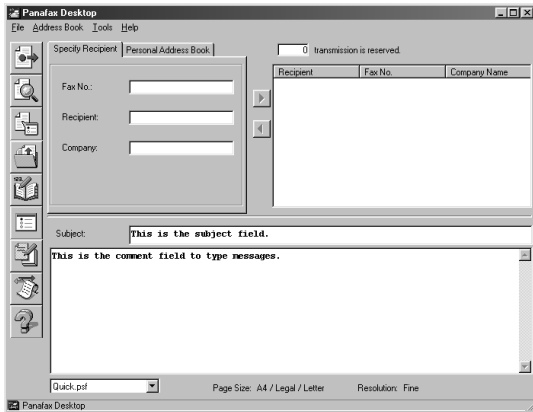 Panafax Desktop
File Address Book Tools Help
Specify Recipient Personal Address Book
0 transmission is reserved.
Recipient Fax No. Company Name
Fax No.:
Recipient:
Company:
Subject: This is the subject field.
This is the comment field to type messages.
Quick.psf Page Size: A4 / Legal / Letter Resolution: Fine
Panafax Desktop